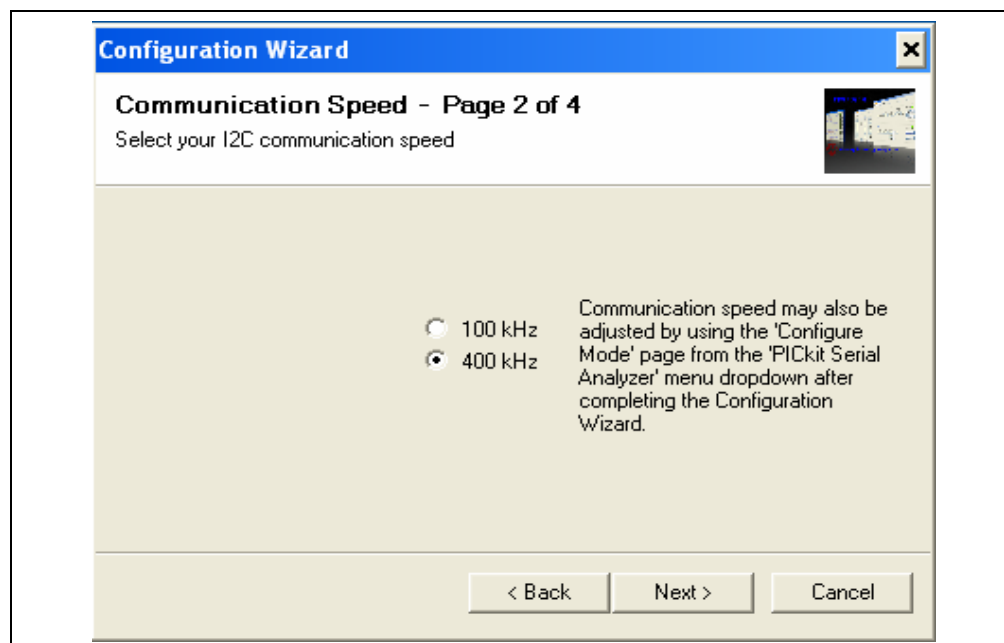 Configuration Wizard
Communication Speed - Page 2 of 4
Select your I2C communication speed
100 kHz
400 kHz
Communication speed may also be
adjusted by using the 'Configure
Mode' page from the 'PICkit Serial
Analyzer' menu dropdown after
completing the Configuration
Wizard.
< Back
Next >
Cancel